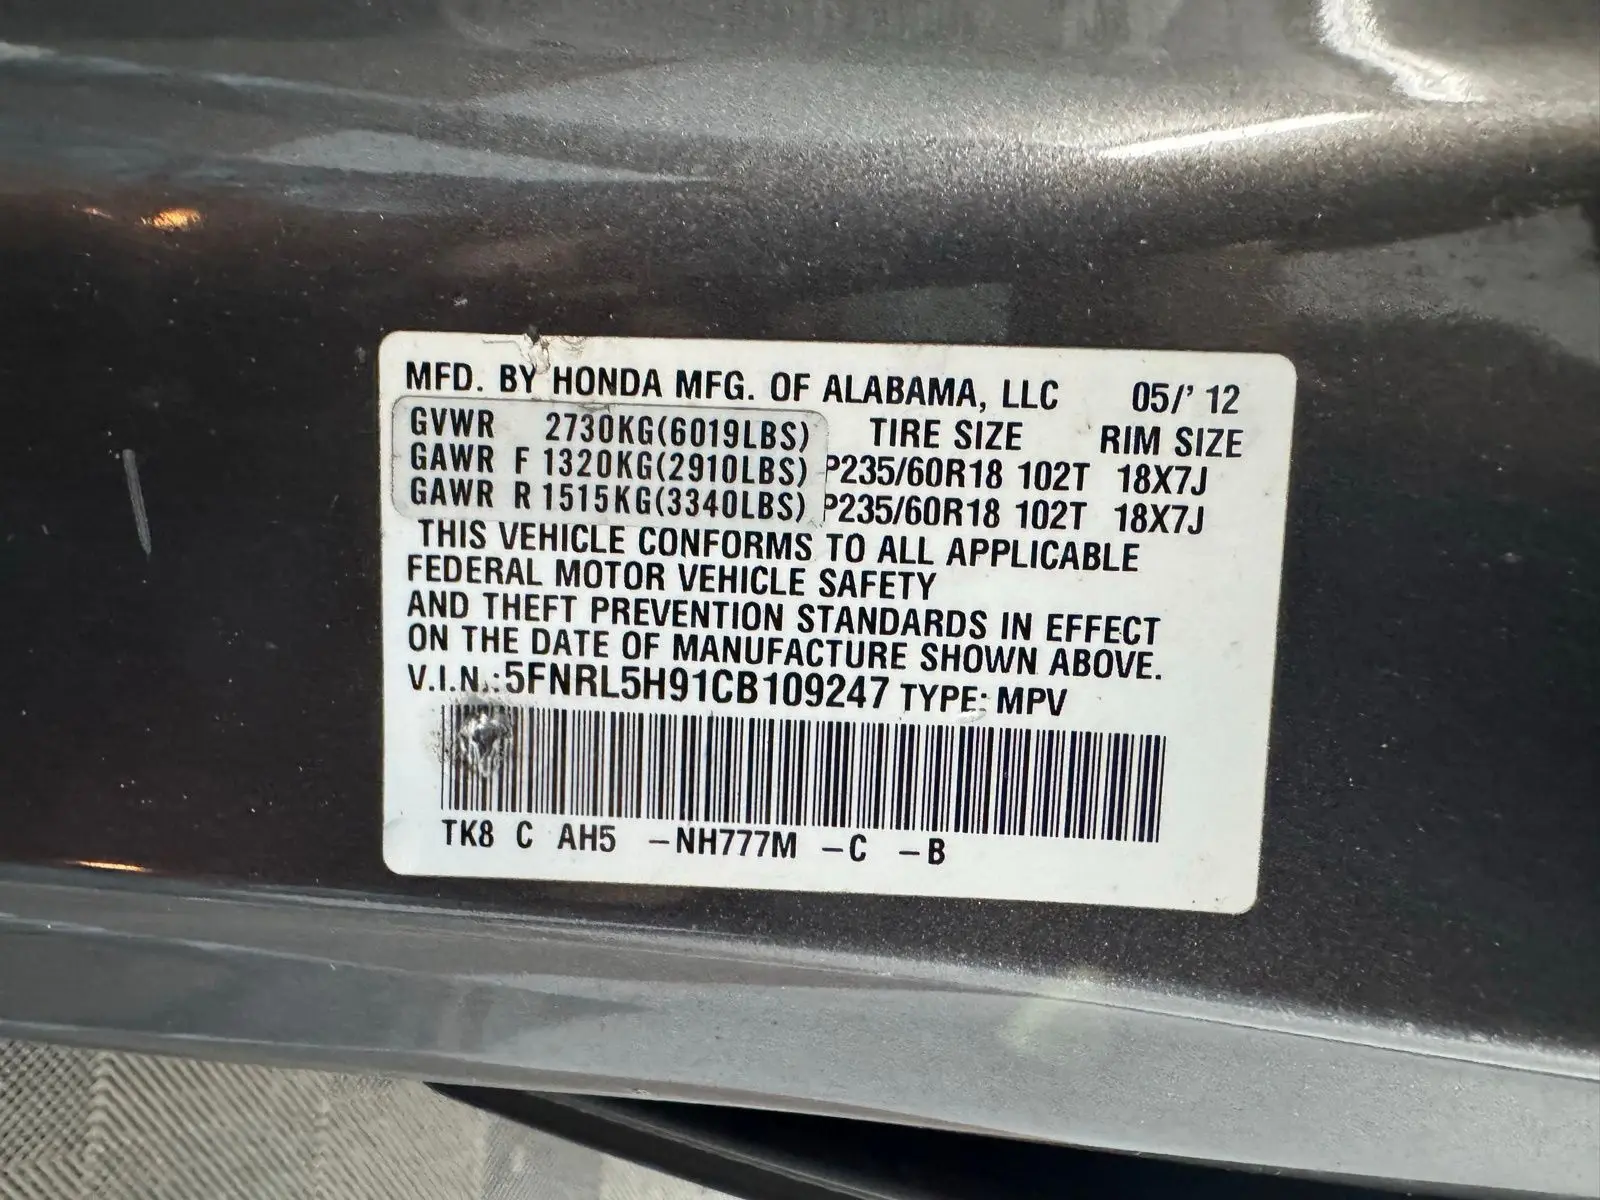 MFD. BY HONDA MFG. OF ALABAMA, LLC 05/' 12
GVWR 2730KG(6019LBS) TIRE SIZE RIM SIZE
GAWR F 1320KG(2910LBS) P235/60R18 102T 18X7J
GAWR R 1515KG(3340LBS) P235/60R18 102T 18X7J
THIS VEHICLE CONFORMS TO ALL APPLICABLE
FEDERAL MOTOR VEHICLE SAFETY
AND THEFT PREVENTION STANDARDS IN EFFECT
ON THE DATE OF MANUFACTURE SHOWN ABOVE.
V.I.N.:5FNRL5H91CB109247 TYPE: MPV
TK8 C AH5 -NH777M -C -B